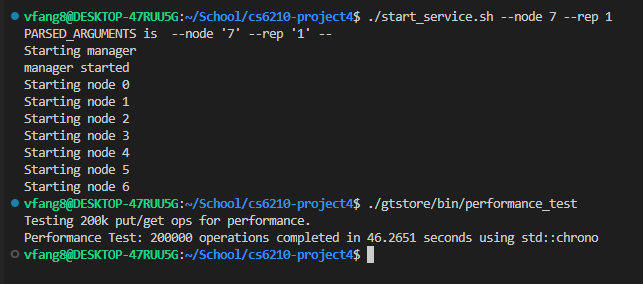 vfang8@DESKTOP-47RUU5G:~/School/cs6210-project4$ ./start_service.sh --node 7 --rep 1
PARSED_ARGUMENTS is  --node '7' --rep '1' --
Starting manager
manager started
Starting node 0
Starting node 1
Starting node 2
Starting node 3
Starting node 4
Starting node 5
Starting node 6
vfang8@DESKTOP-47RUU5G:~/School/cs6210-project4$ ./gtstore/bin/performance_test
Testing 200k put/get ops for performance.
Performance Test: 200000 operations completed in 46.2651 seconds using std::chrono
vfang8@DESKTOP-47RUU5G:~/School/cs6210-project4$